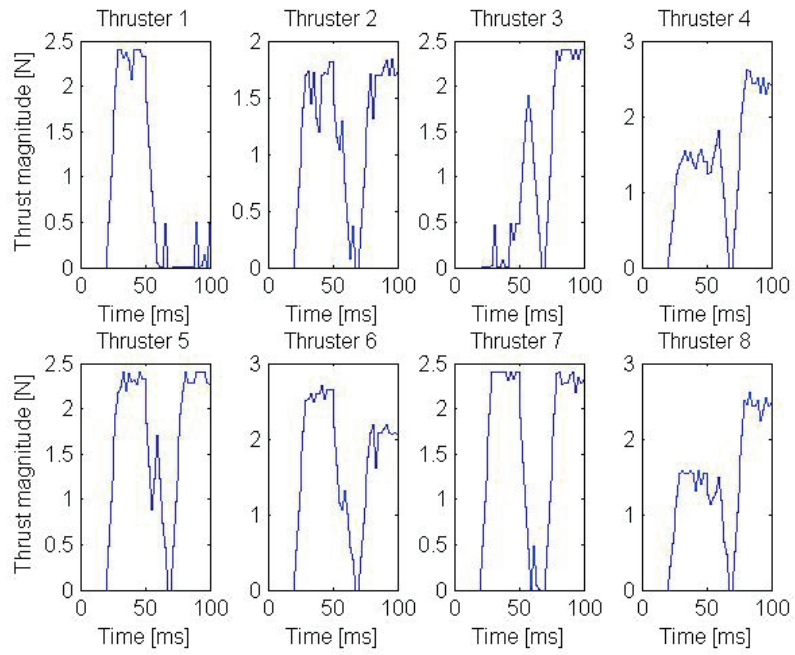 Thruster 1
Thruster 2
Thruster 3
Thruster 4
Thrust magnitude [N]
2.5
2
1.5
1
0.5
0
2
1.5
1
0.5
0
2.5
2
1.5
1
0.5
0
3
2
1
0
0 50 100
0 50 100
0 50 100
0 50 100
Time [ms]
Time [ms]
Time [ms]
Time [ms]
Thruster 5
Thruster 6
Thruster 7
Thruster 8
Thrust magnitude [N]
2.5
2
1.5
1
0.5
0
3
2
1
0
2.5
2
1.5
1
0.5
0
3
2
1
0
0 50 100
0 50 100
0 50 100
0 50 100
Time [ms]
Time [ms]
Time [ms]
Time [ms]